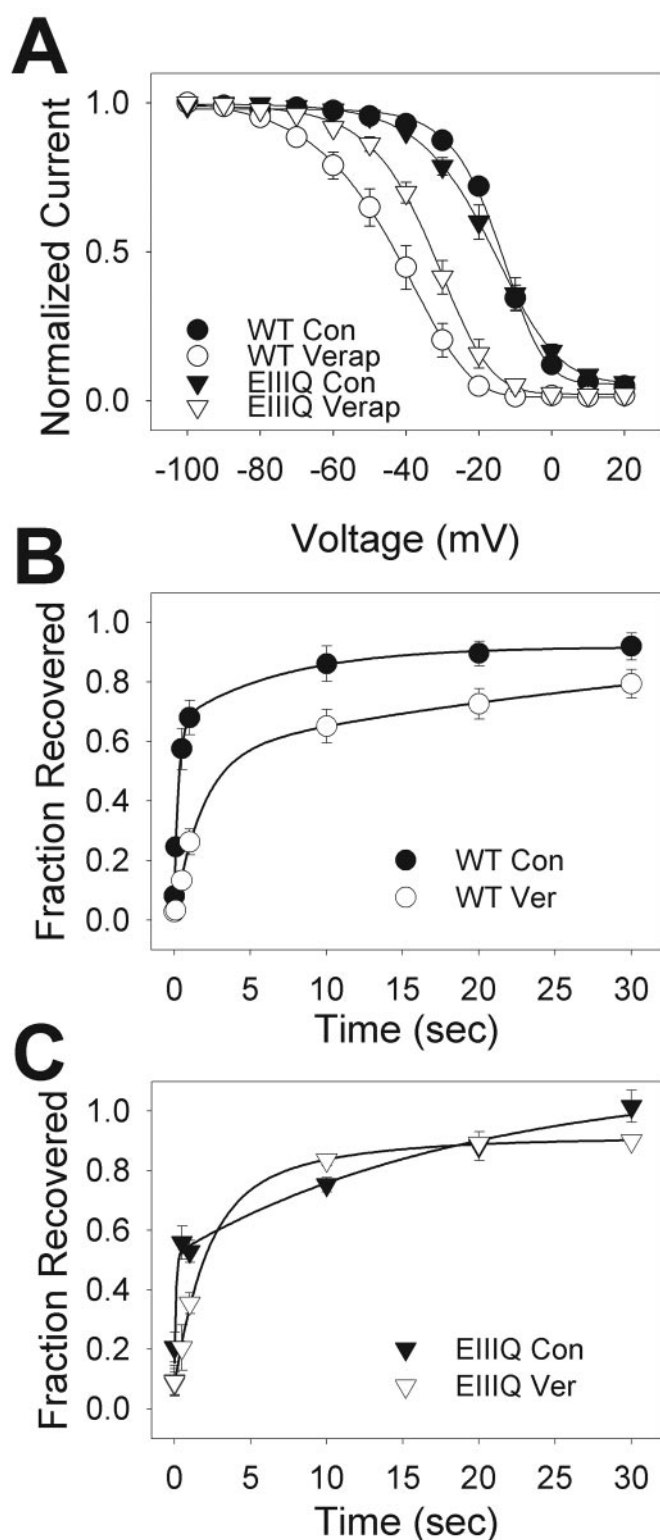 A
Normalized Current
1.0
0.5
0.0
WT Con
WT Verap
EIIIQ Con
EIIIQ Verap
-100 -80 -60 -40 -20 0 20
Voltage (mV)
B
Fraction Recovered
1.0
0.8
0.6
0.4
0.2
0.0
WT Con
WT Ver
0 5 10 15 20 25 30
Time (sec)
C
Fraction Recovered
1.0
0.8
0.6
0.4
0.2
0.0
EIIIQ Con
EIIIQ Ver
0 5 10 15 20 25 30
Time (sec)